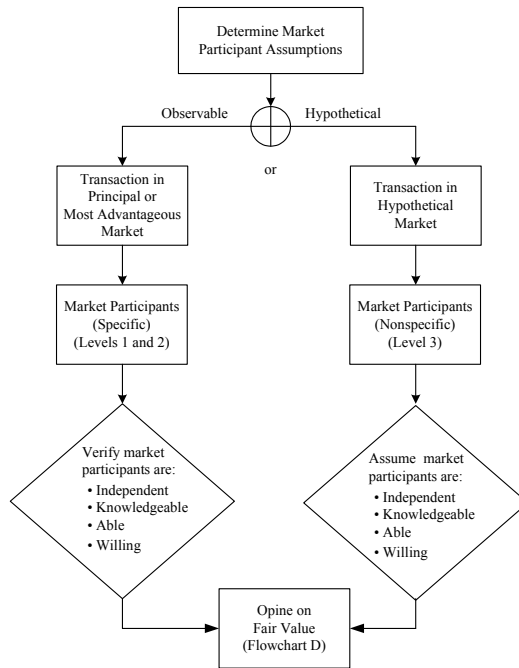 Determine Market
Participant Assumptions
Observable
Hypothetical
or
Transaction in
Principal or
Most Advantageous
Market
Transaction in
Hypothetical
Market
Market Participants
(Specific)
(Levels 1 and 2)
Market Participants
(Nonspecific)
(Level 3)
Verify market
participants are:
• Independent
• Knowledgeable
• Able
• Willing
Assume market
participants are:
• Independent
• Knowledgeable
• Able
• Willing
Opine on
Fair Value
(Flowchart D)